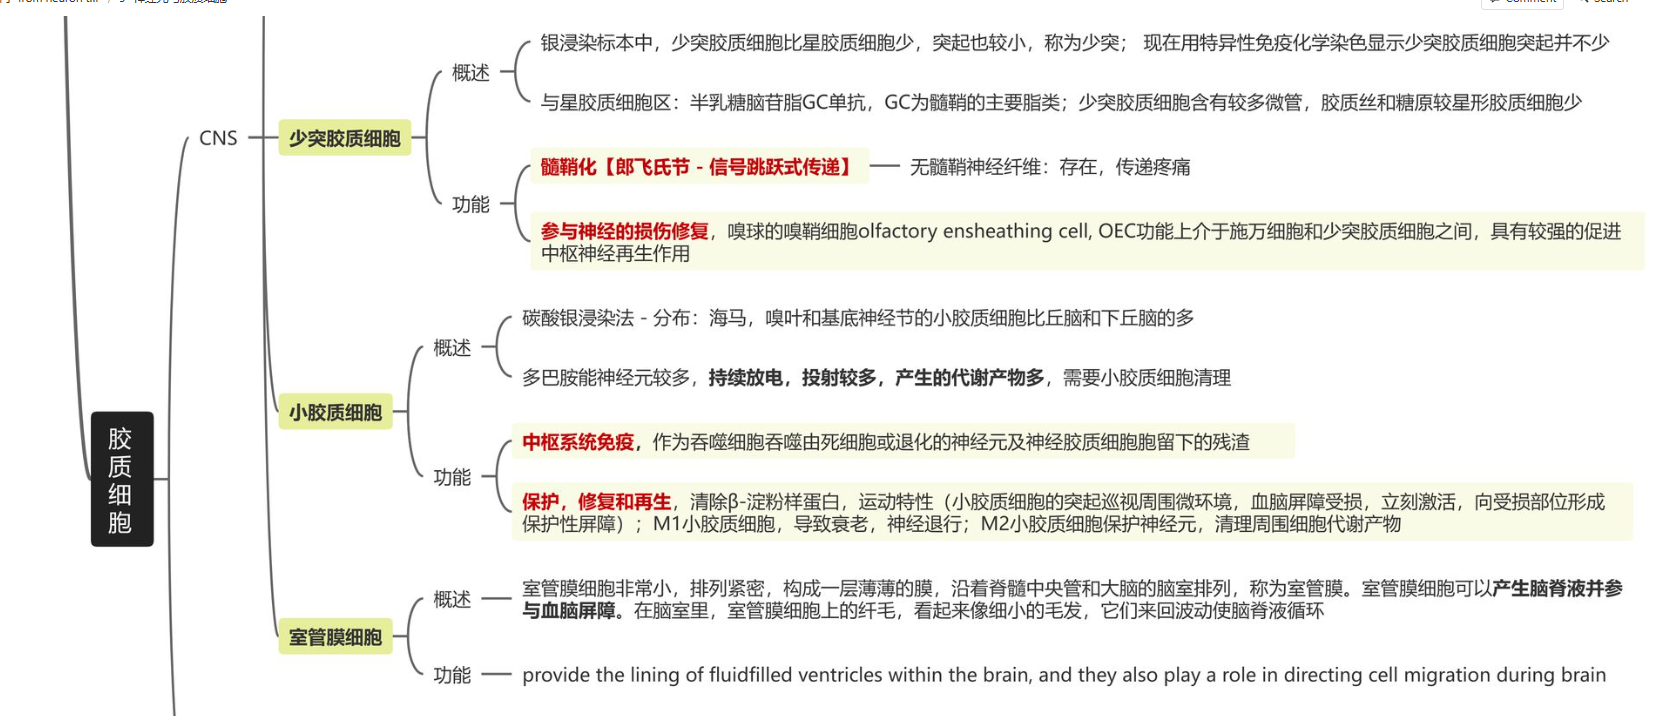 Comment
Search
银浸染标本中，少突胶质细胞比星胶质细胞少，突起也较小，称为少突； 现在用特异性免疫化学染色显示少突胶质细胞突起并不少
概述
与星胶质细胞区：半乳糖脑苷脂GC单抗，GC为髓鞘的主要脂类；少突胶质细胞含有较多微管，胶质丝和糖原较星形胶质细胞少
CNS
少突胶质细胞
髓鞘化【郎飞氏节 - 信号跳跃式传递】
无髓鞘神经纤维：存在，传递疼痛
功能
参与神经的损伤修复，嗅球的嗅鞘细胞olfactory ensheathing cell, OEC功能上介于施万细胞和少突胶质细胞之间，具有较强的促进
中枢神经再生作用
碳酸银浸染法 - 分布：海马，嗅叶和基底神经节的小胶质细胞比丘脑和下丘脑的多
概述
多巴胺能神经元较多，持续放电，投射较多，产生的代谢产物多，需要小胶质细胞清理
小胶质细胞
中枢系统免疫，作为吞噬细胞吞噬由死细胞或退化的神经元及神经胶质细胞胞留下的残渣
功能
保护，修复和再生，清除β-淀粉样蛋白，运动特性（小胶质细胞的突起巡视周围微环境，血脑屏障受损，立刻激活，向受损部位形成
保护性屏障）；M1小胶质细胞，导致衰老，神经退行；M2小胶质细胞保护神经元，清理周围细胞代谢产物
胶
质
细
胞
室管膜细胞非常小，排列紧密，构成一层薄薄的膜，沿着脊髓中央管和大脑的脑室排列，称为室管膜。室管膜细胞可以产生脑脊液并参
概述
与血脑屏障。在脑室里，室管膜细胞上的纤毛，看起来像细小的毛发，它们来回波动使脑脊液循环
室管膜细胞
功能
provide the lining of fluidfilled ventricles within the brain, and they also play a role in directing cell migration during brain